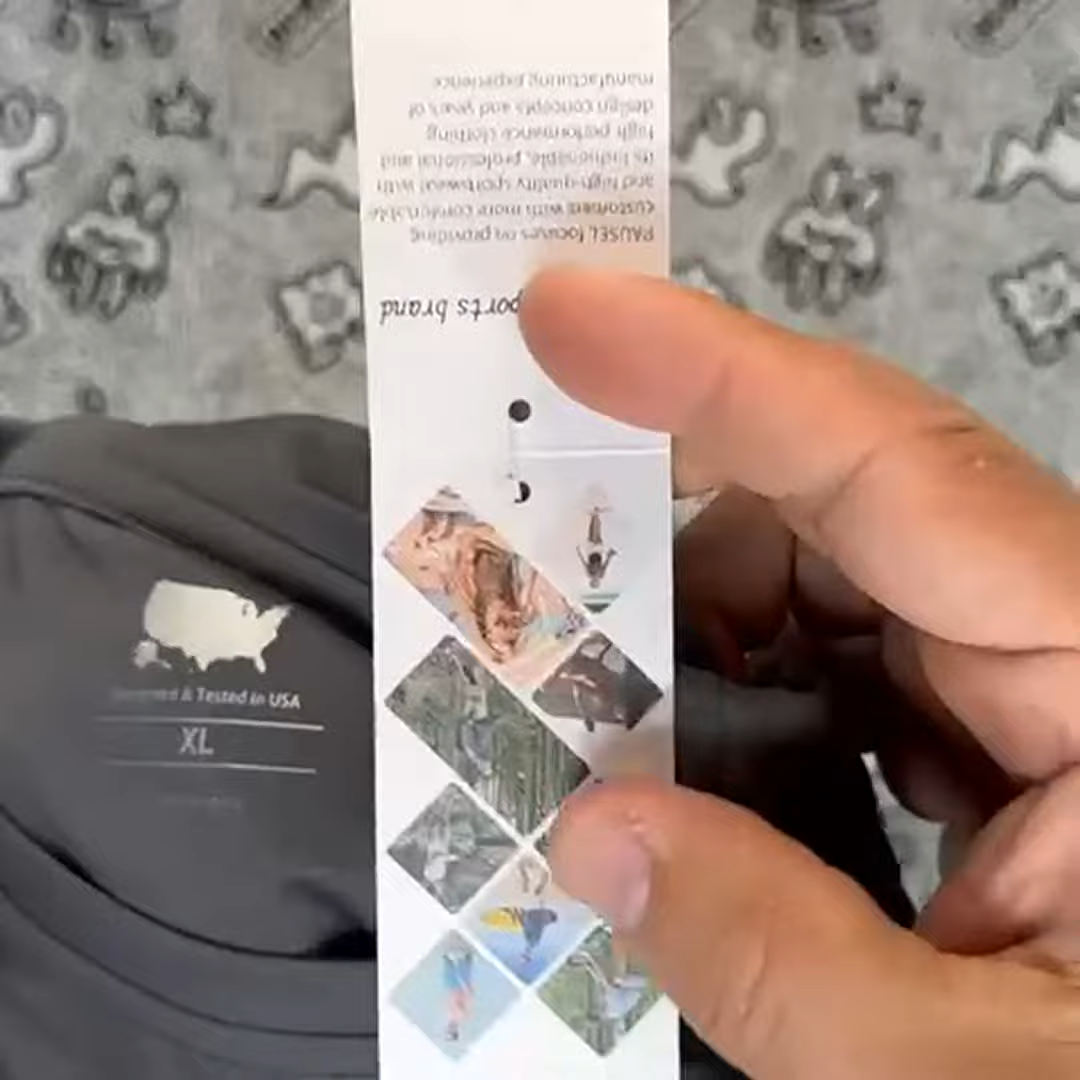 PAUSEL focuses on providing
customers with more comfortable
and high-quality sportswear with
its fashionable, professional and
high performance clothing
design concepts and years of
manufacturing experience
ports brand
& Tested in USA
XL